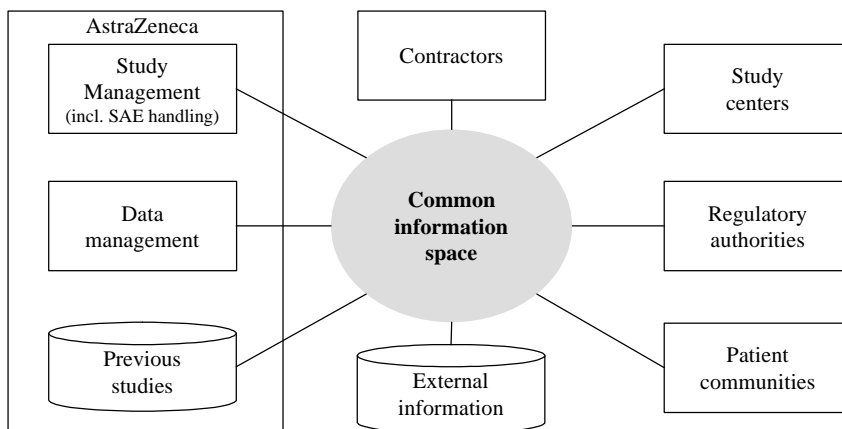 AstraZeneca
Study
Management
(incl. SAE handling)
Contractors
Study
centers
Data
management
Common
information
space
Regulatory
authorities
Previous
studies
External
information
Patient
communities